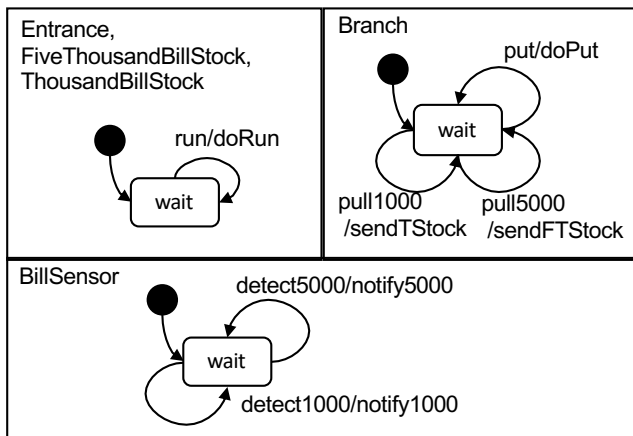 Entrance,
FiveThousandBillStock,
ThousandBillStock
run/doRun
wait
Branch
put/doPut
wait
pull1000
/sendTStock
pull5000
/sendFTStock
BillSensor
detect5000/notify5000
wait
detect1000/notify1000